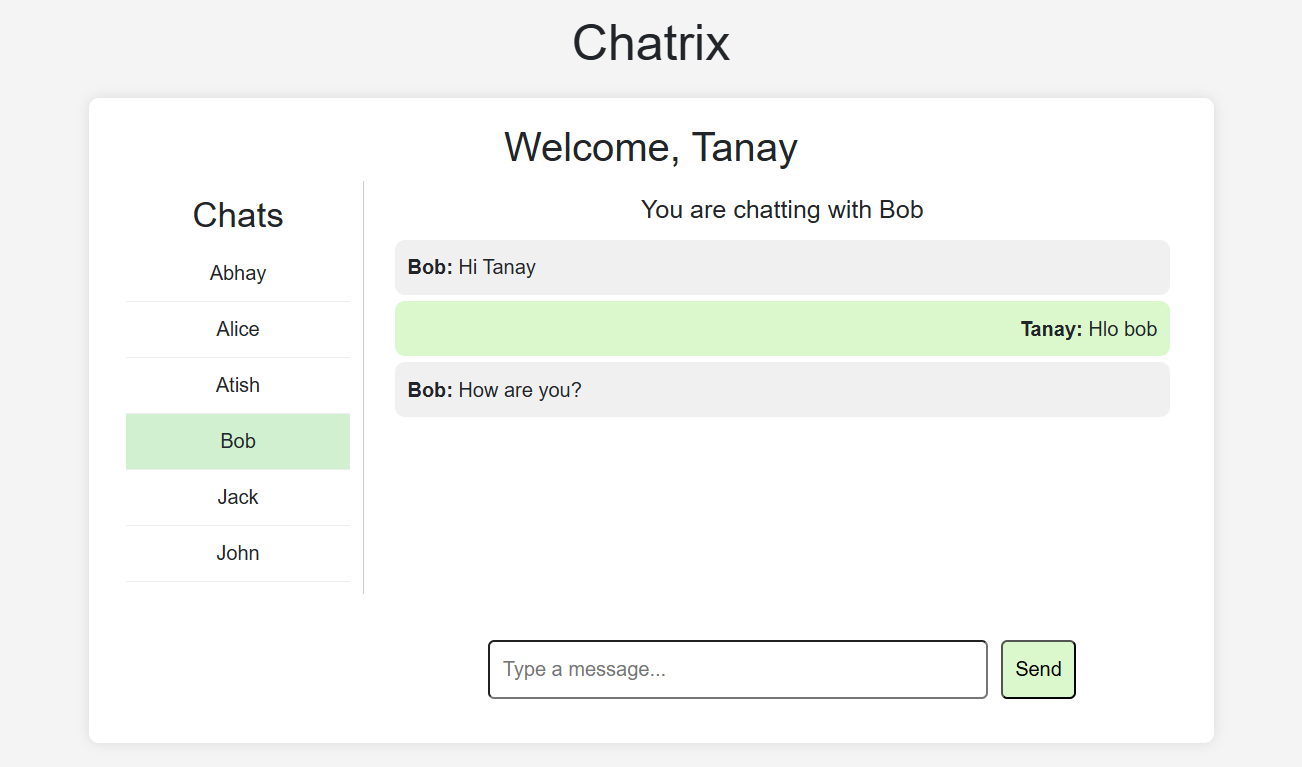 Chatrix
Welcome, Tanay
Chats
Abhay
Alice
Atish
Bob
Jack
John
You are chatting with Bob
Bob: Hi Tanay
Tanay: Hlo bob
Bob: How are you?
Type a message...
Send